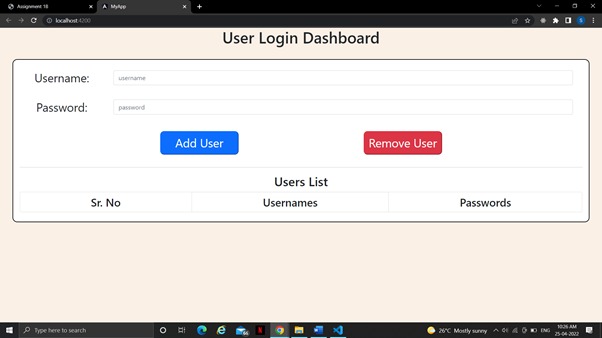 Assignment 18
MyApp
localhost:4200
S
User Login Dashboard
Username:
username
Password:
password
Add User
Remove User
Users List
Sr. No
Usernames
Passwords
Type here to search
26°C Mostly sunny
ENG
10:26 AM
25-04-2022